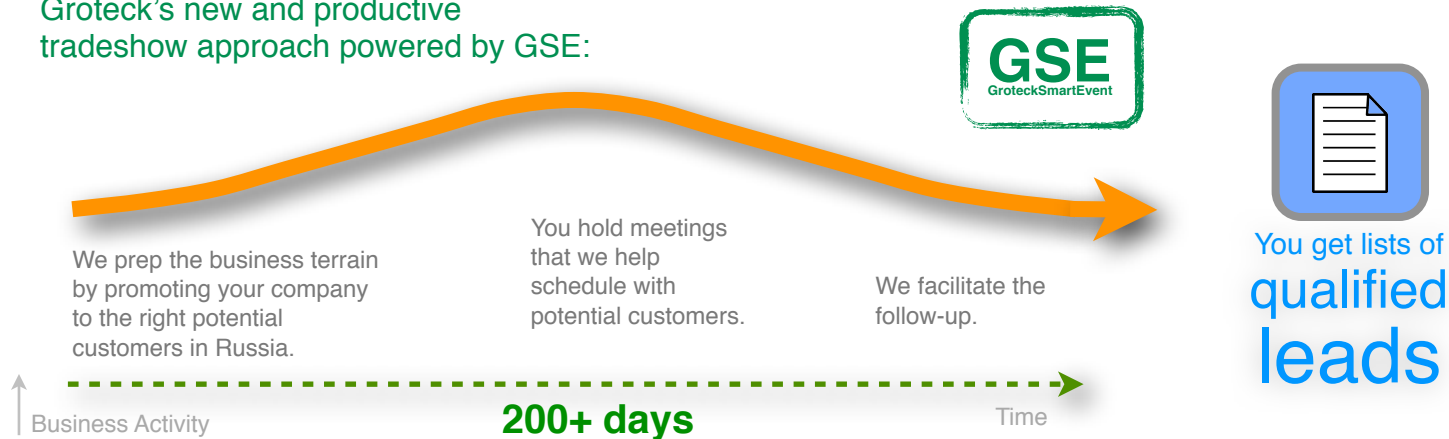 Groteck's new and productive
tradeshow approach powered by GSE:
GSE
GroteckSmartEvent
We prep the business terrain
by promoting your company
to the right potential
customers in Russia.
You hold meetings
that we help
schedule with
potential customers.
We facilitate the
follow-up.
You get lists of
qualified
leads
Business Activity
200+ days
Time